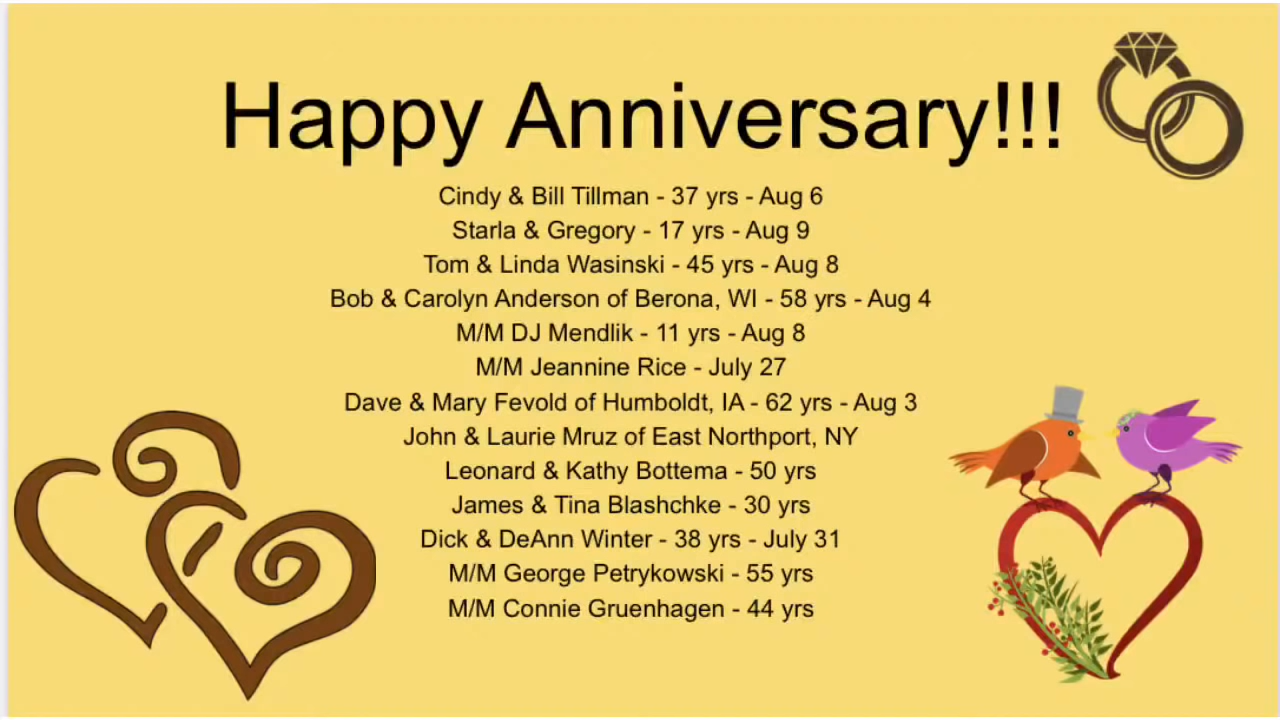 Happy Anniversary!!!
Cindy & Bill Tillman - 37 yrs - Aug 6
Starla & Gregory - 17 yrs - Aug 9
Tom & Linda Wasinski - 45 yrs - Aug 8
Bob & Carolyn Anderson of Berona, WI - 58 yrs - Aug 4
M/M DJ Mendlik - 11 yrs - Aug 8
M/M Jeannine Rice - July 27
Dave & Mary Fevold of Humboldt, IA - 62 yrs - Aug 3
John & Laurie Mruz of East Northport, NY
Leonard & Kathy Bottema - 50 yrs
James & Tina Blashchke - 30 yrs
Dick & DeAnn Winter - 38 yrs - July 31
M/M George Petrykowski - 55 yrs
M/M Connie Gruenhagen - 44 yrs